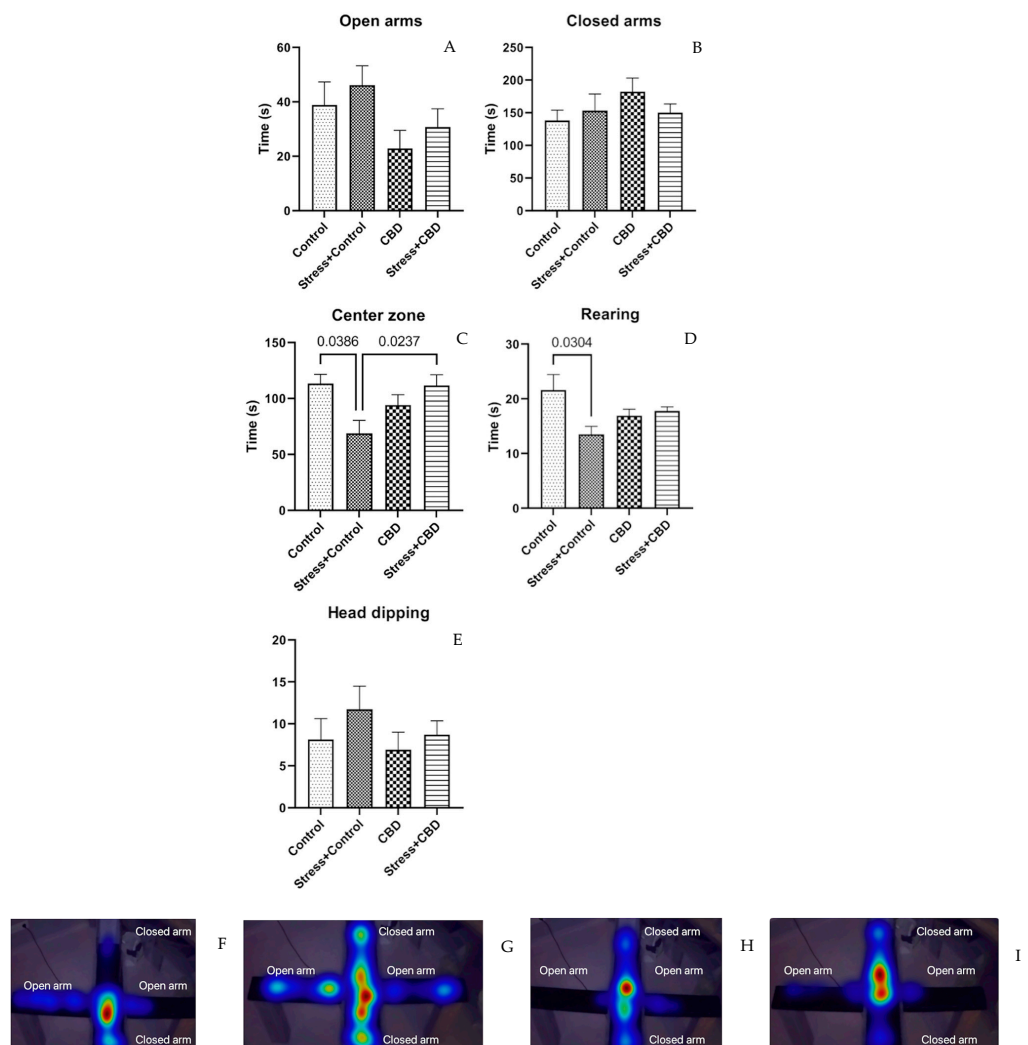 Open arms
A
60
40
20
0
Time (s)
Control
Stress+Control
CBD
Stress+CBD
Closed arms
B
250
200
150
100
50
0
Time (s)
Control
Stress+Control
CBD
Stress+CBD
Center zone
C
0.0386
0.0237
150
100
50
0
Time (s)
Control
Stress+Control
CBD
Stress+CBD
Rearing
D
0.0304
30
20
10
0
Time (s)
Control
Stress+Control
CBD
Stress+CBD
Head dipping
E
20
15
10
5
0
Control
Stress+Control
CBD
Stress+CBD
Closed arm
F
Open arm
Open arm
Closed arm
Closed arm
G
Open arm
Open arm
Closed arm
Closed arm
H
Open arm
Open arm
Closed arm
Closed arm
I
Open arm
Open arm
Closed arm